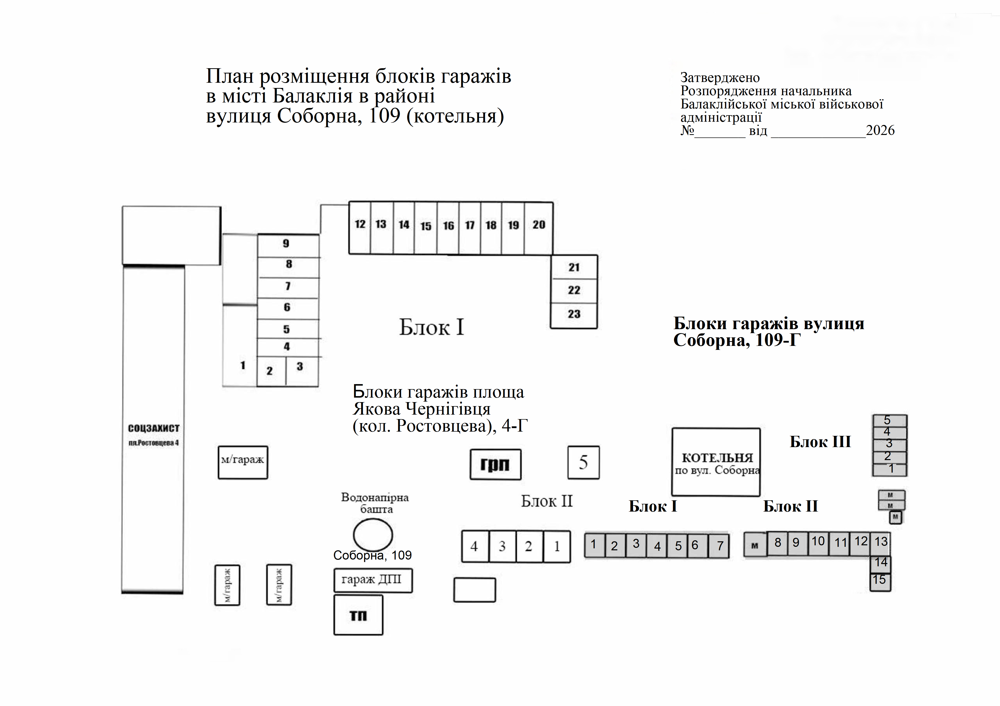 План розміщення блоків гаражів
в місті Балаклія в районі
вулиця Соборна, 109 (котельня)
Затверджено
Розпорядження начальника
Балаклійської міської військової
адміністрації
№_______ від _____________2026
12 13 14 15 16 17 18 19 20
9
8
7
6
5
4
1 2 3
21
22
23
Блок I
Блоки гаражів вулиця
Соборна, 109-Г
Блоки гаражів площа
Якова Чернігівця
(кол. Ростовцева), 4-Г
СОЦЗАХИСТ
пл.Ростовцева 4
м/гараж
грп
5
КОТЕЛЬНЯ
по вул. Соборна
Блок III
5
4
3
2
1
м
м
м
Водонапірна
башта
Соборна, 109
Блок II
Блок I
Блок II
4 3 2 1
1 2 3 4 5 6 7
м 8 9 10 11 12 13
14
15
м/гараж
м/гараж
гараж ДПІ
тп